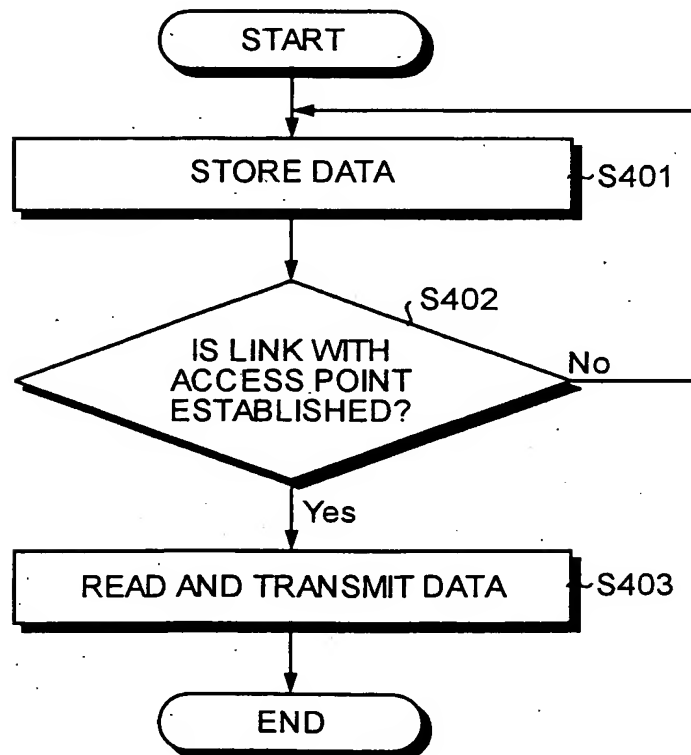 START
STORE DATA
S401
S402
IS LINK WITH
ACCESS POINT
ESTABLISHED?
No
Yes
READ AND TRANSMIT DATA
S403
END